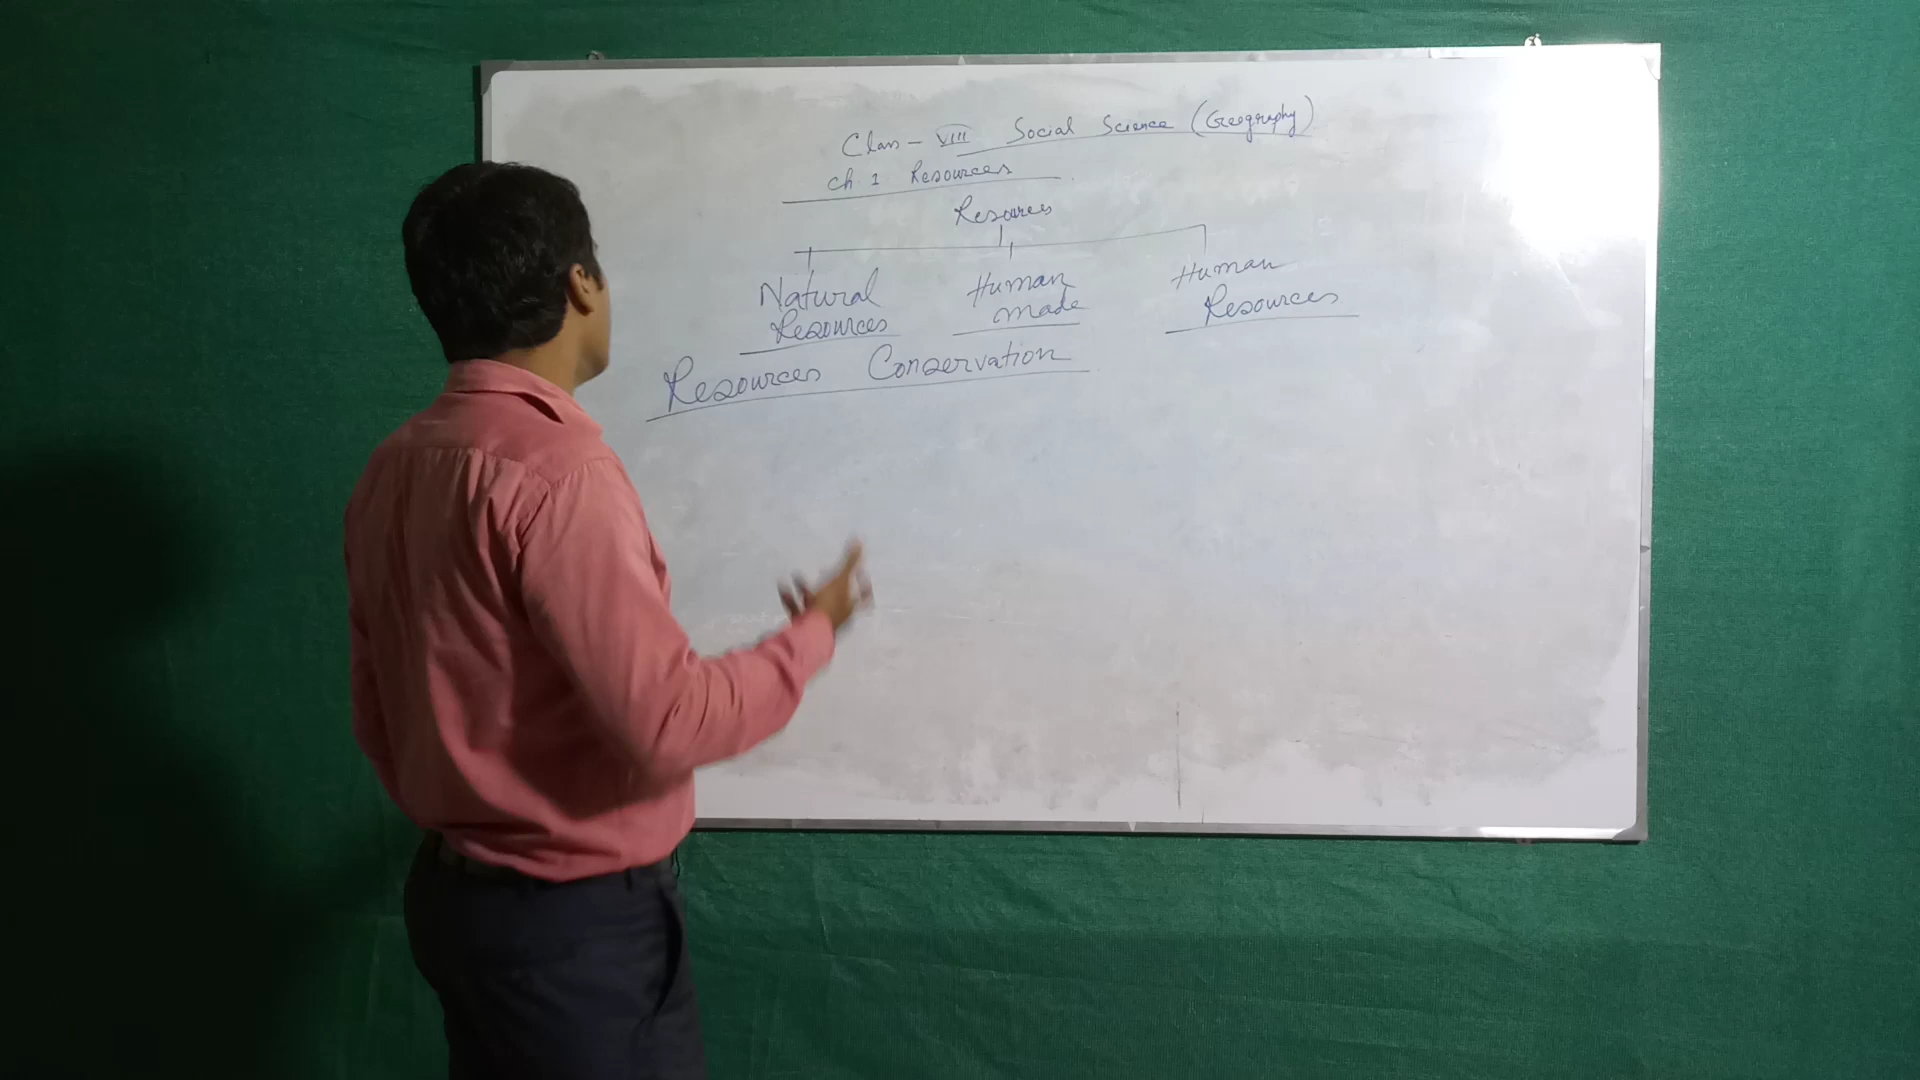 Class - VIII Social Science (Geography)
Ch. 1 Resources
Resources
Natural Resources
Human made
Human Resources
Resources Conservation